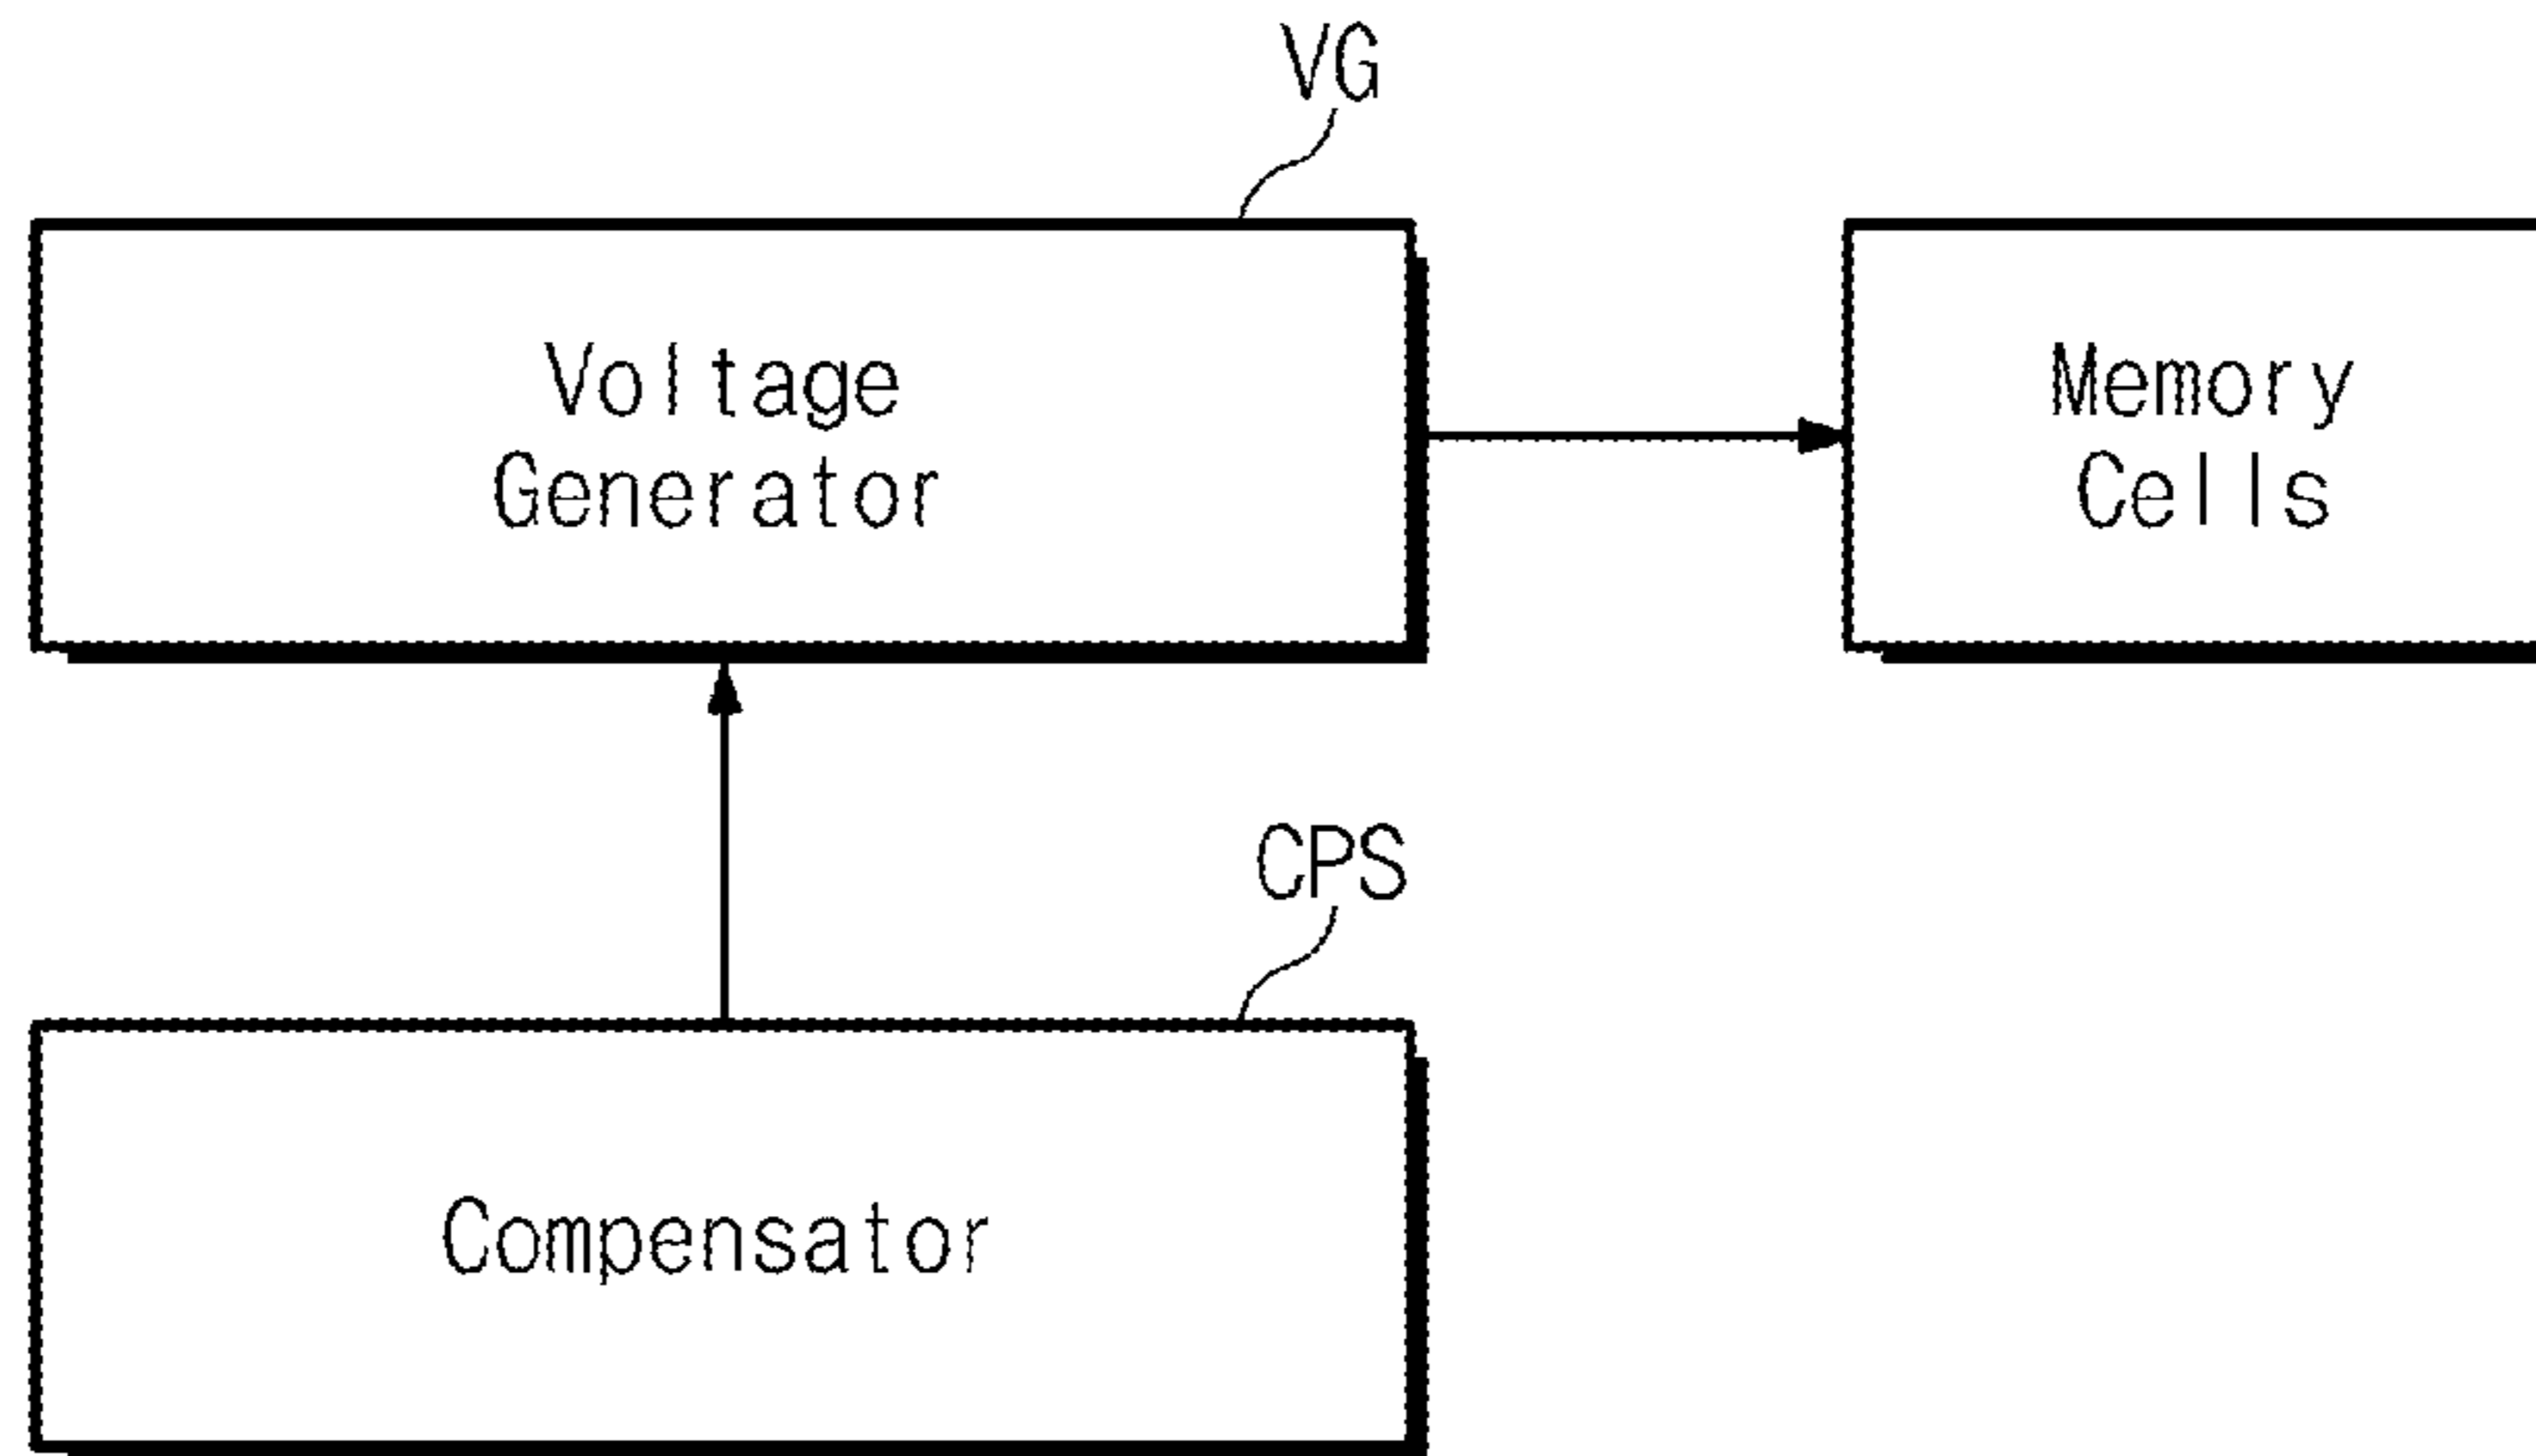 VG
Voltage
Generator
Memory
Cells
CPS
Compensator